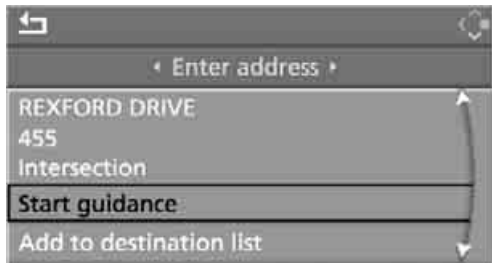 Enter address
REXFORD DRIVE
455
Intersection
Start guidance
Add to destination list